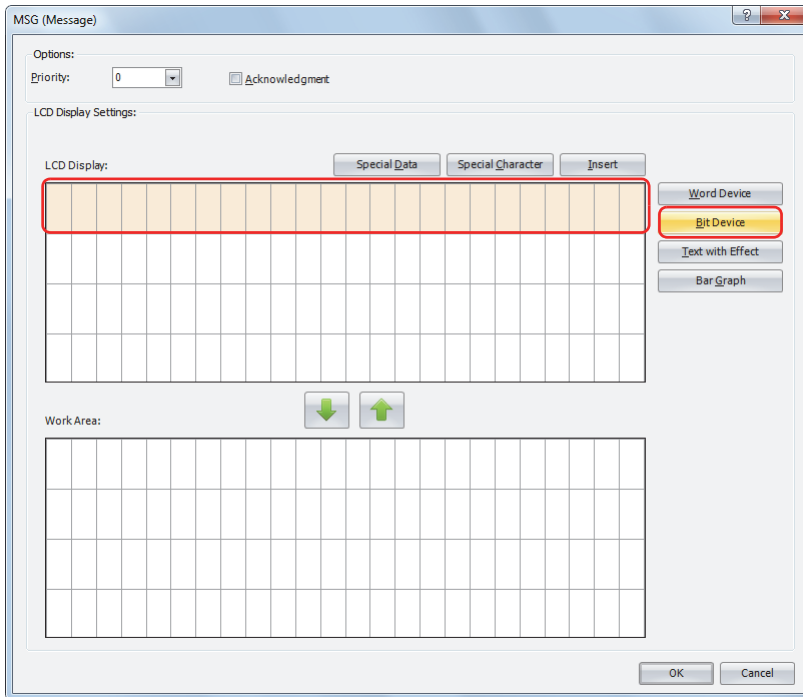 MSG (Message)
Options:
Priority:
0
Acknowledgment
LCD Display Settings:
LCD Display:
Special Data
Special Character
Insert
Word Device
Bit Device
Text with Effect
Bar Graph
Work Area:
OK
Cancel